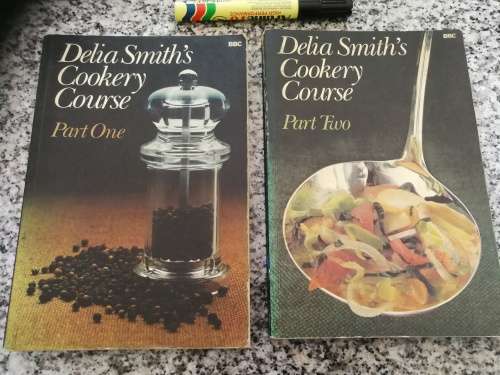 Delia Smith's
Cookery
Course
Part One
BBC
Delia Smith's
Cookery
Course
Part Two
BBC